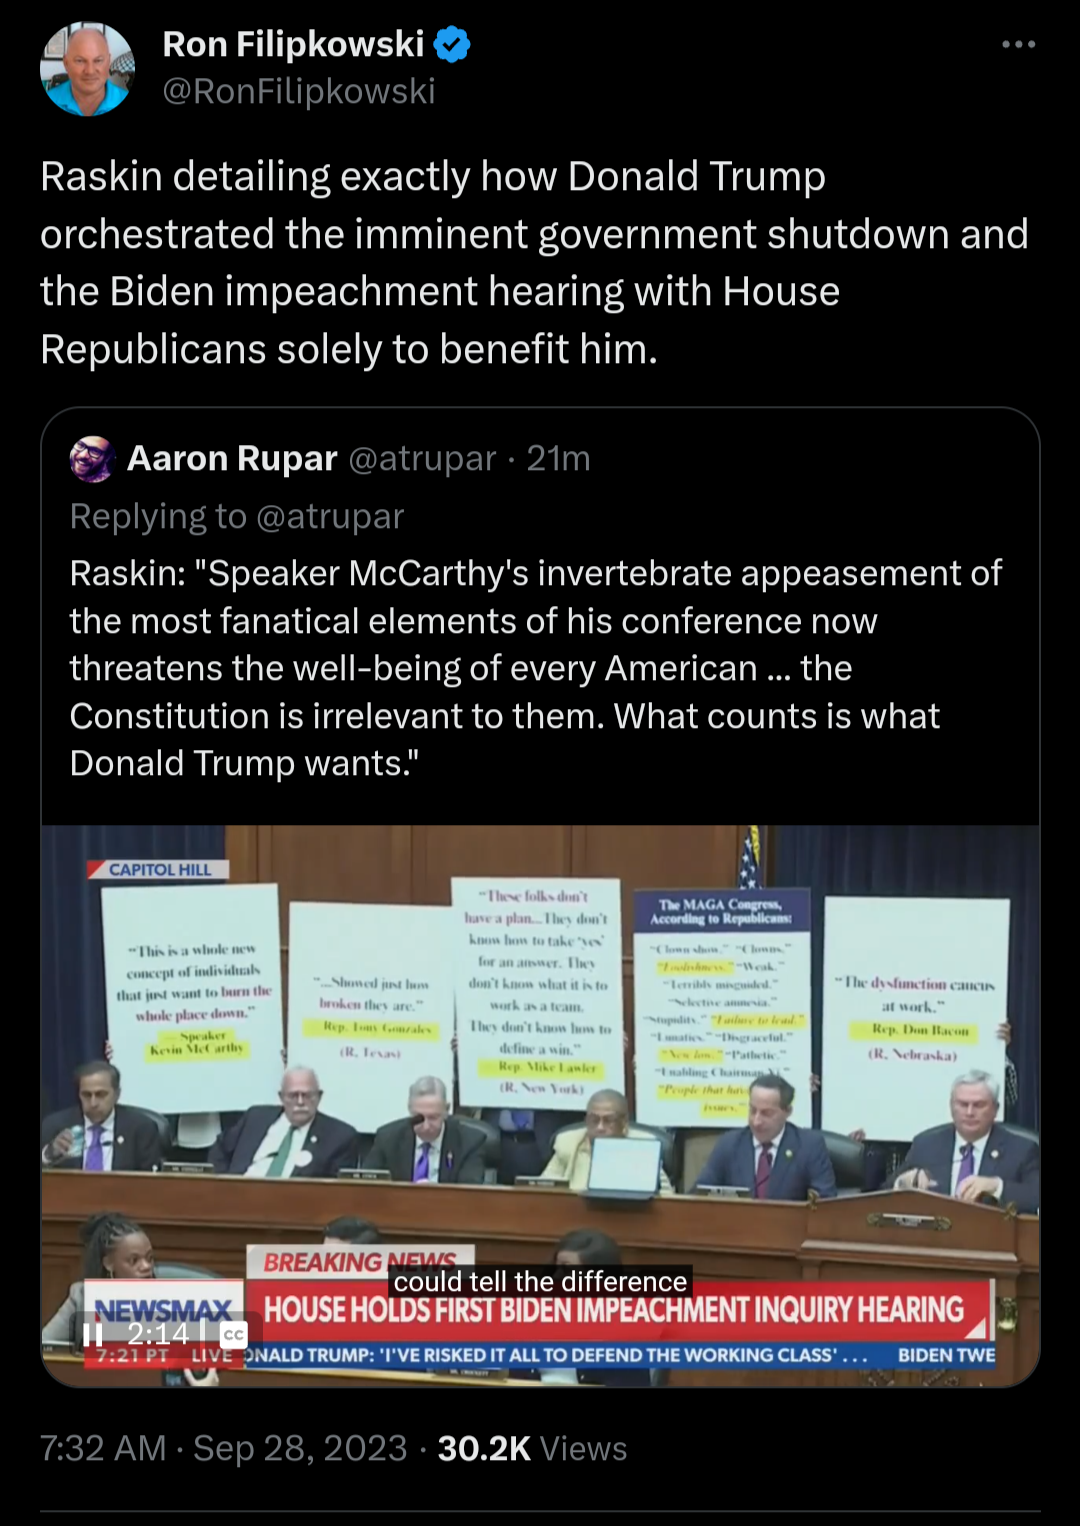 Ron Filipkowski
@RonFilipkowski
Raskin detailing exactly how Donald Trump
orchestrated the imminent government shutdown and
the Biden impeachment hearing with House
Republicans solely to benefit him.
Aaron Rupar @atrupar · 21m
Replying to @atrupar
Raskin: "Speaker McCarthy's invertebrate appeasement of
the most fanatical elements of his conference now
threatens the well-being of every American ... the
Constitution is irrelevant to them. What counts is what
Donald Trump wants."
CAPITOL HILL
"This is a whole new
concept of individuals
that just want to burn the
whole place down."
Speaker
Kevin McCarthy
"...Showed just how
broken they are."
Rep. Tony Gonzales
(R, Texas)
"These folks don't
have a plan...They don't
know how to take 'yes'
for an answer. They
don't know what it is to
work as a team.
They don't know how to
define a win."
Rep. Mike Lawler
(R, New York)
The MAGA Congress,
According to Republicans:
"Clown show." "Clowns."
"Foolishness." "Weak."
"Terribly misguided."
"Selective amnesia."
"Stupidity." "Failure to lead."
"Lunatics." "Disgraceful."
"New low." "Pathetic."
"Enabling Chairman
"People that have
issues."
"The dysfunction caucus
at work."
Rep. Don Bacon
(R, Nebraska)
BREAKING NEWS
could tell the difference
NEWSMAX
HOUSE HOLDS FIRST BIDEN IMPEACHMENT INQUIRY HEARING
2:14
CC
7:21 PT LIVE
ONALD TRUMP: 'I'VE RISKED IT ALL TO DEFEND THE WORKING CLASS' . . . BIDEN TWE
7:32 AM · Sep 28, 2023 · 30.2K Views